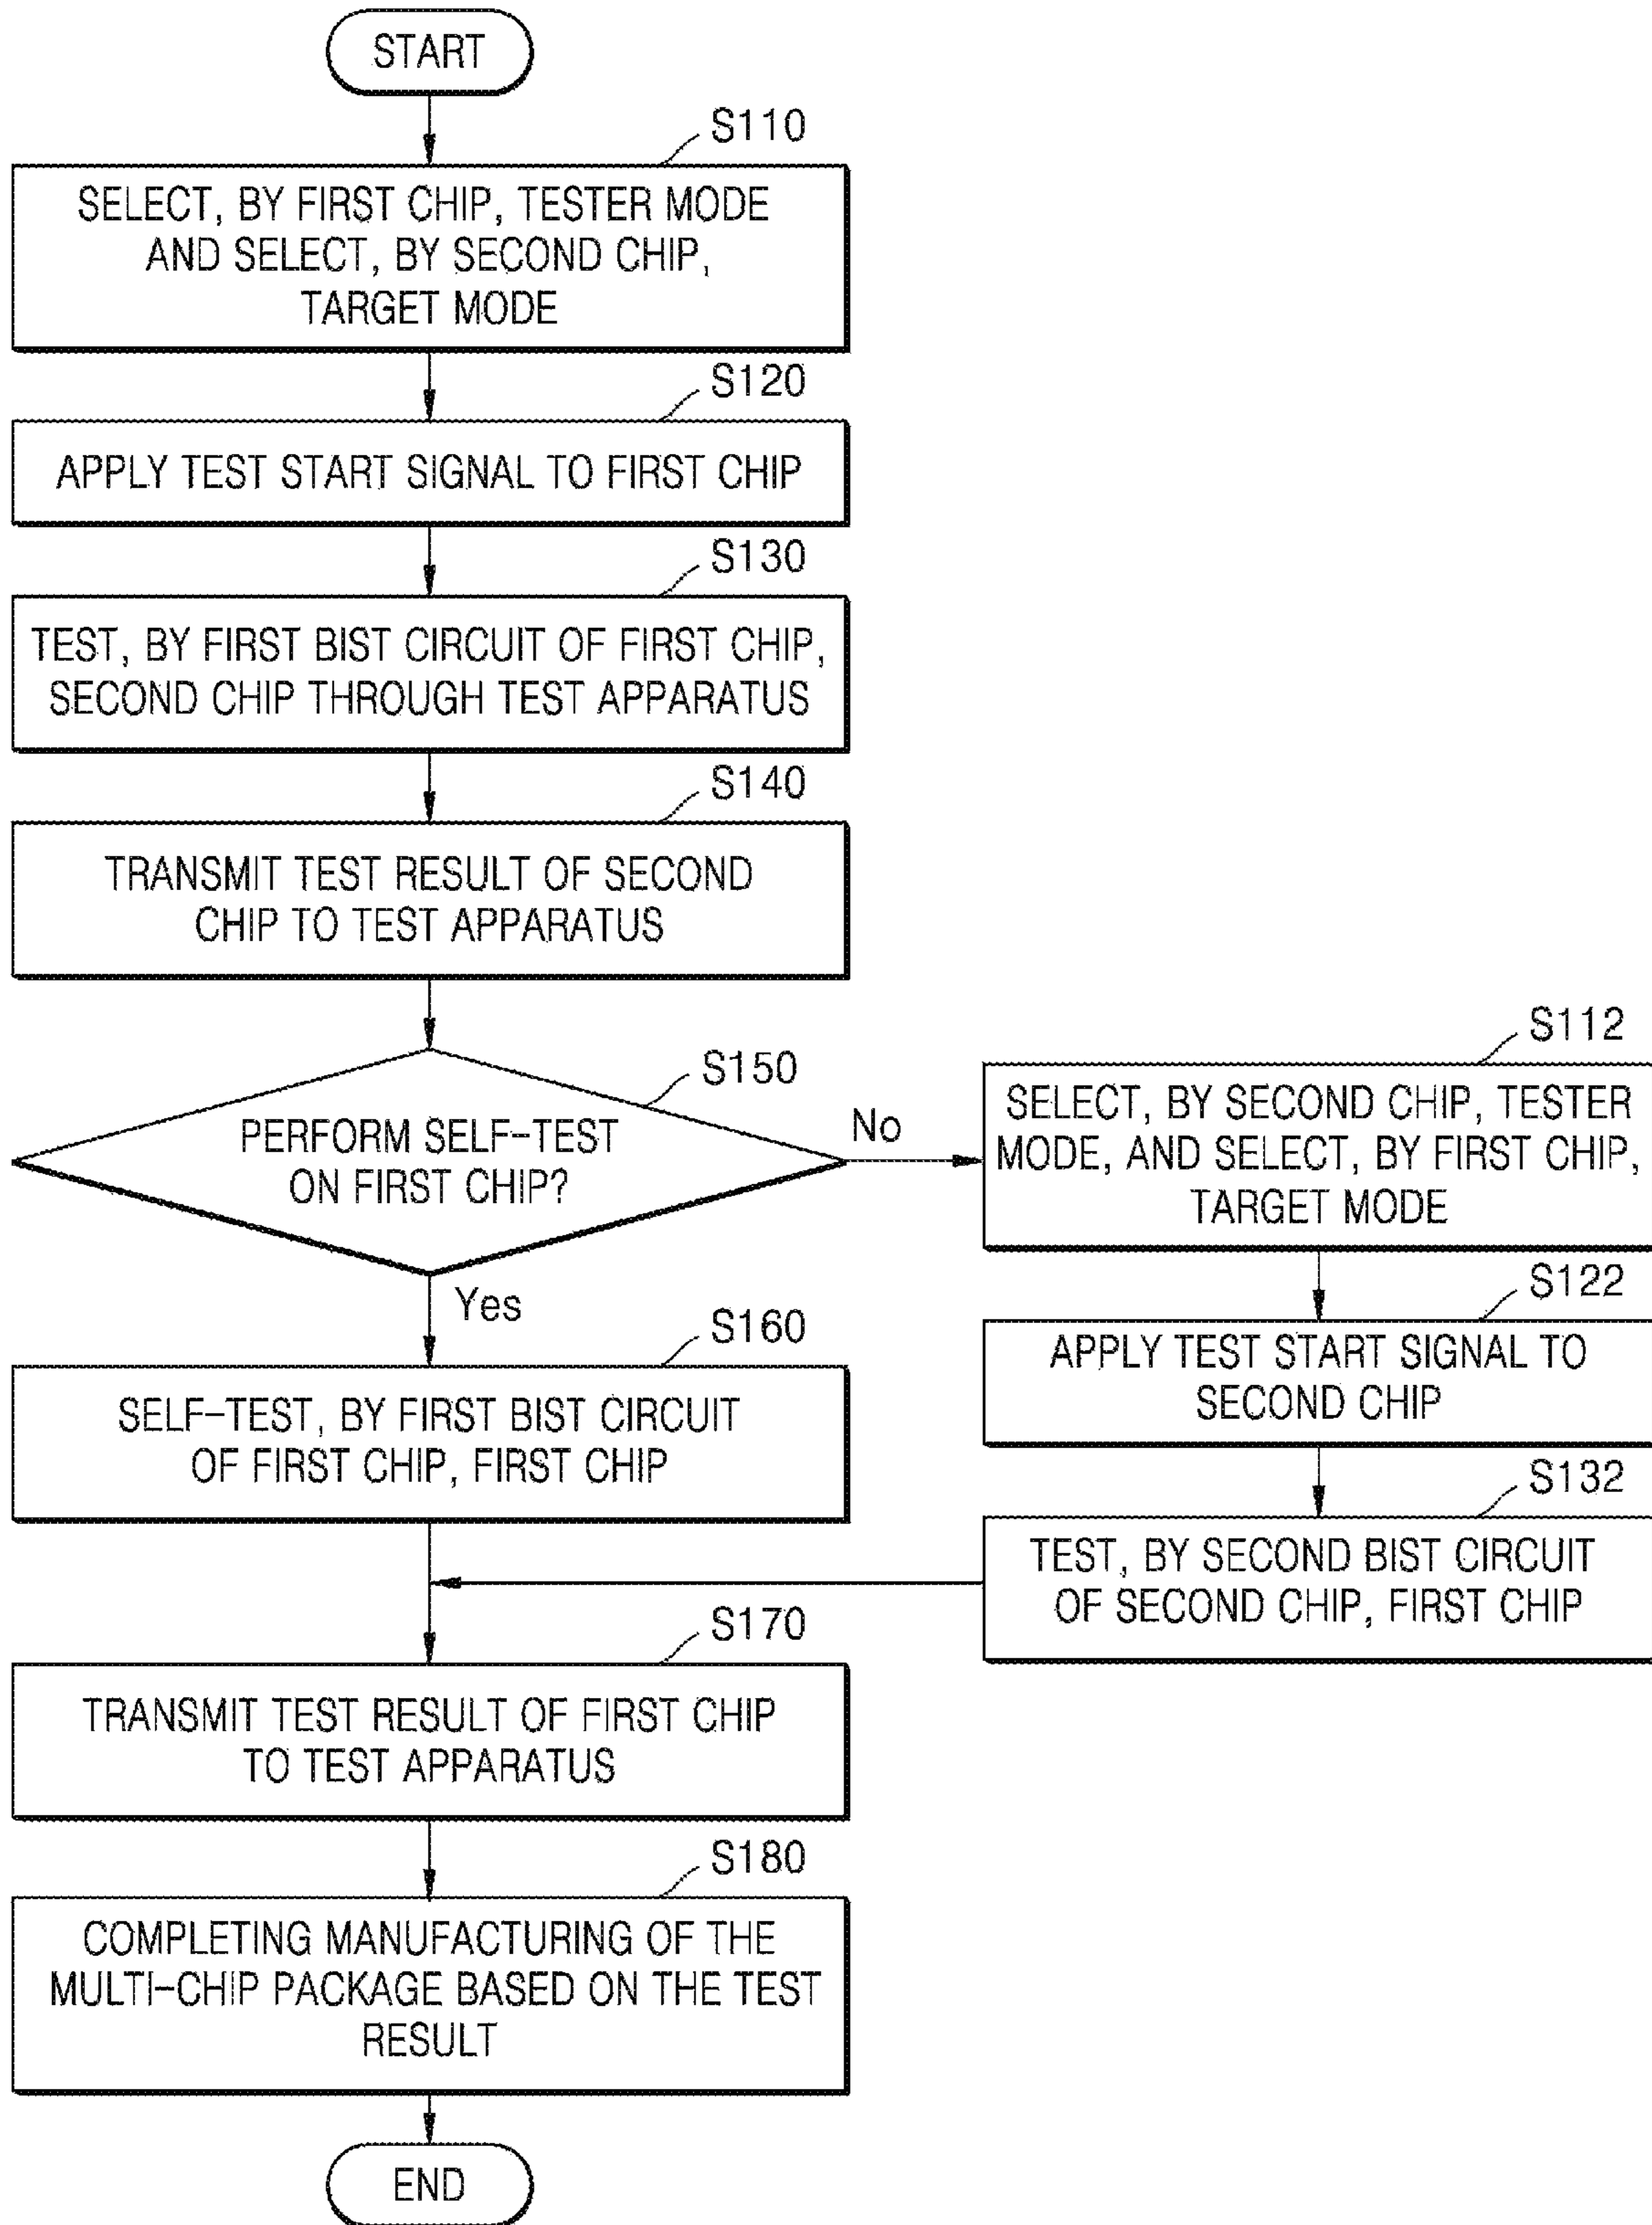 START
S110
SELECT, BY FIRST CHIP, TESTER MODE
AND SELECT, BY SECOND CHIP,
TARGET MODE
S120
APPLY TEST START SIGNAL TO FIRST CHIP
S130
TEST, BY FIRST BIST CIRCUIT OF FIRST CHIP,
SECOND CHIP THROUGH TEST APPARATUS
S140
TRANSMIT TEST RESULT OF SECOND
CHIP TO TEST APPARATUS
S150
PERFORM SELF-TEST
ON FIRST CHIP?
No
S112
SELECT, BY SECOND CHIP, TESTER
MODE, AND SELECT, BY FIRST CHIP,
TARGET MODE
S122
APPLY TEST START SIGNAL TO
SECOND CHIP
S132
TEST, BY SECOND BIST CIRCUIT
OF SECOND CHIP, FIRST CHIP
Yes
S160
SELF-TEST, BY FIRST BIST CIRCUIT
OF FIRST CHIP, FIRST CHIP
S170
TRANSMIT TEST RESULT OF FIRST CHIP
TO TEST APPARATUS
S180
COMPLETING MANUFACTURING OF THE
MULTI-CHIP PACKAGE BASED ON THE TEST
RESULT
END